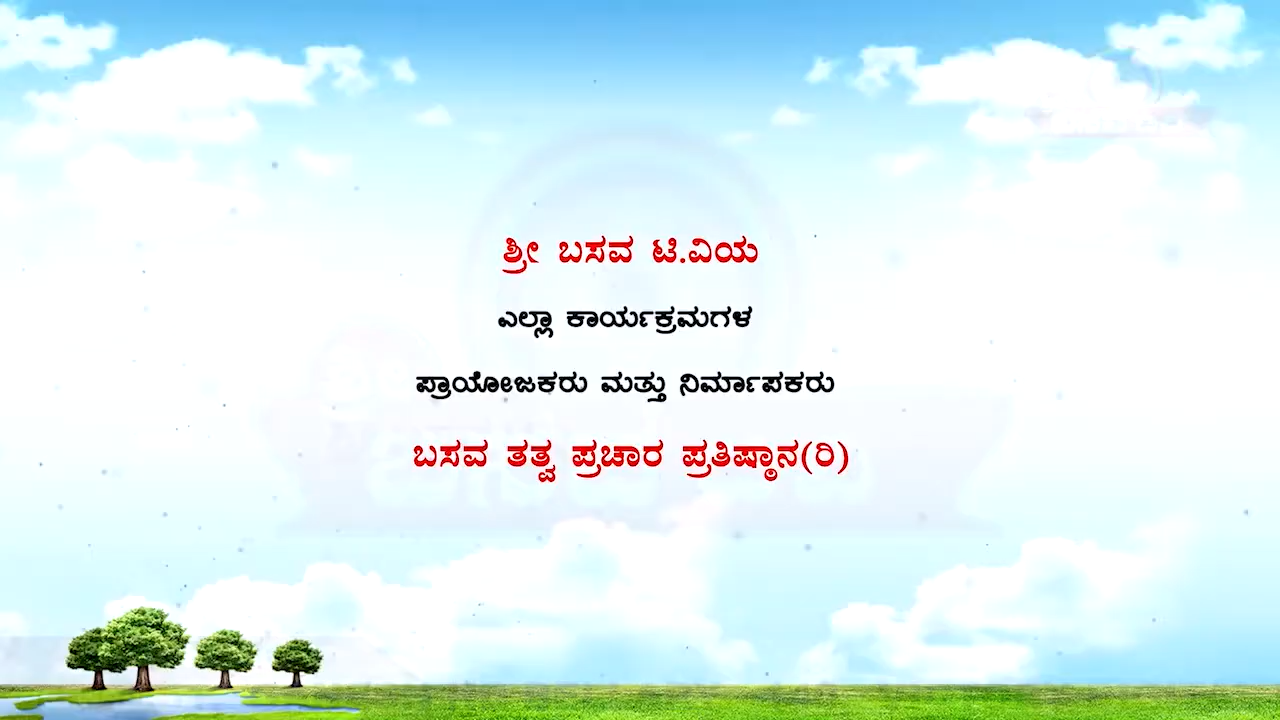 ಶ್ರೀ ಬಸವ ಟಿ.ವಿಯ
ಎಲ್ಲಾ ಕಾರ್ಯಕ್ರಮಗಳ
ಪ್ರಾಯೋಜಕರು ಮತ್ತು ನಿರ್ಮಾಪಕರು
ಬಸವ ತತ್ವ ಪ್ರಚಾರ ಪ್ರತಿಷ್ಠಾನ(ರಿ)